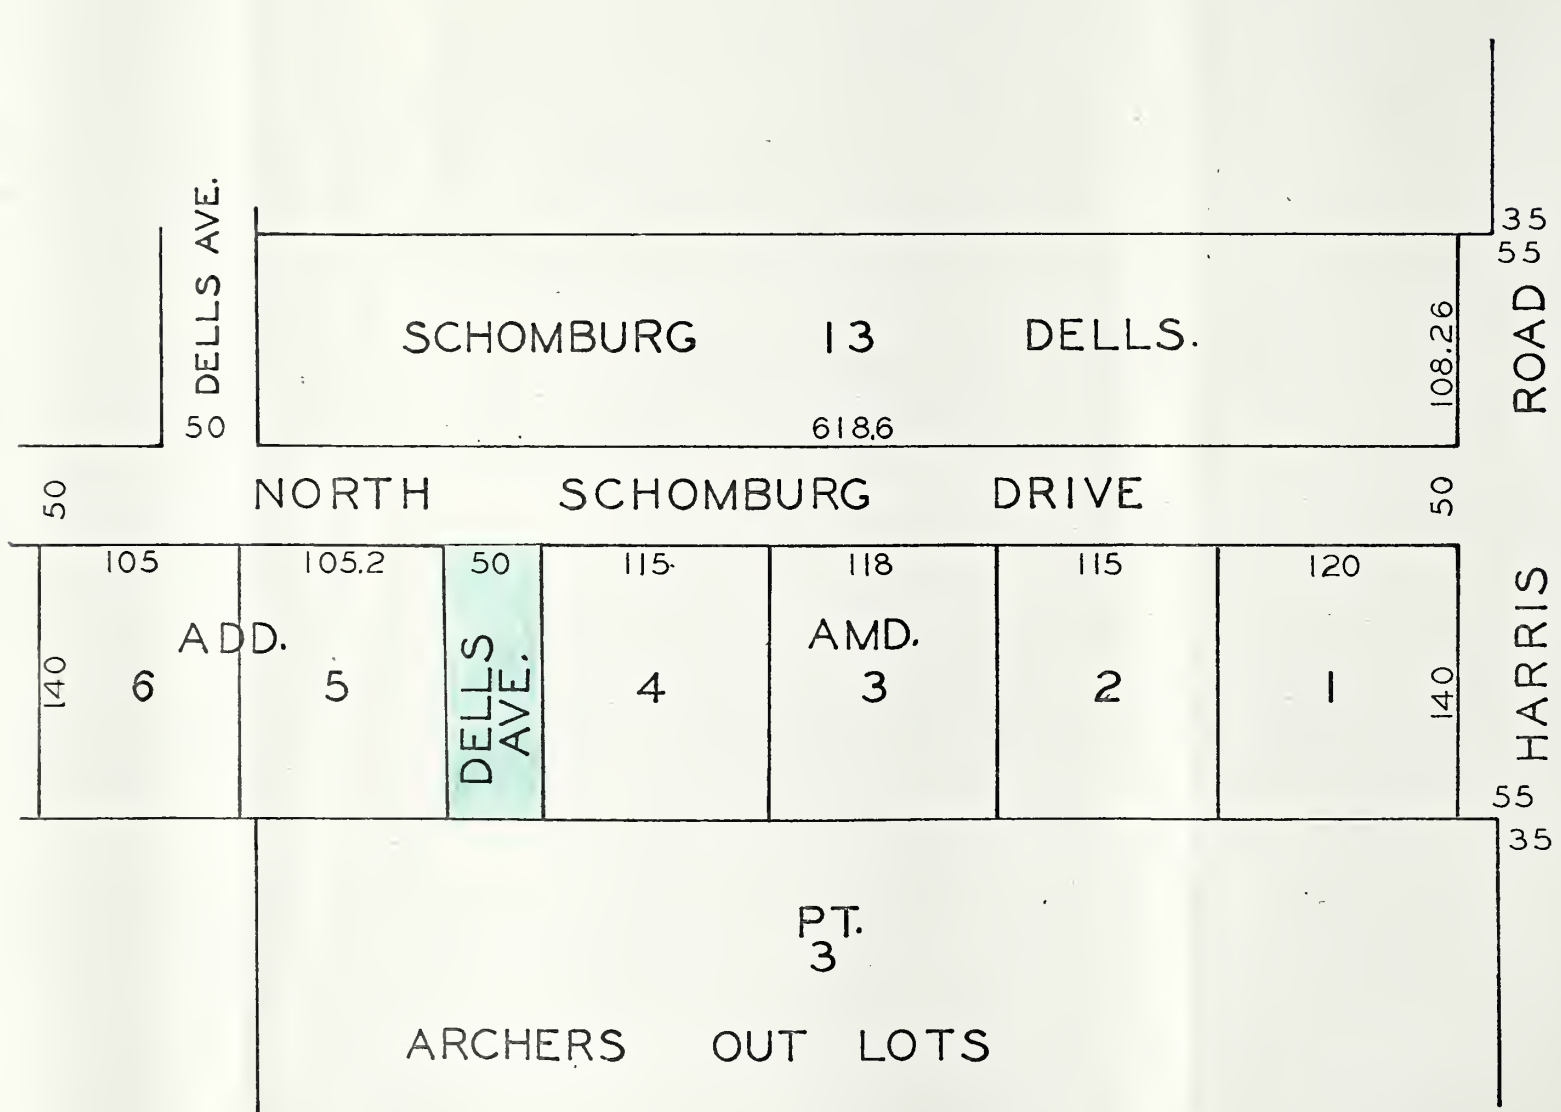 DELLS AVE.
50
35
55
SCHOMBURG 13 DELLS.
108.26
618.6
ROAD
50
NORTH SCHOMBURG DRIVE
50
105
105.2
50
115
118
115
120
ADD.
AMD.
140
6
5
DELLS
AVE.
4
3
2
1
140
HARRIS
55
35
PT.
3
ARCHERS OUT LOTS